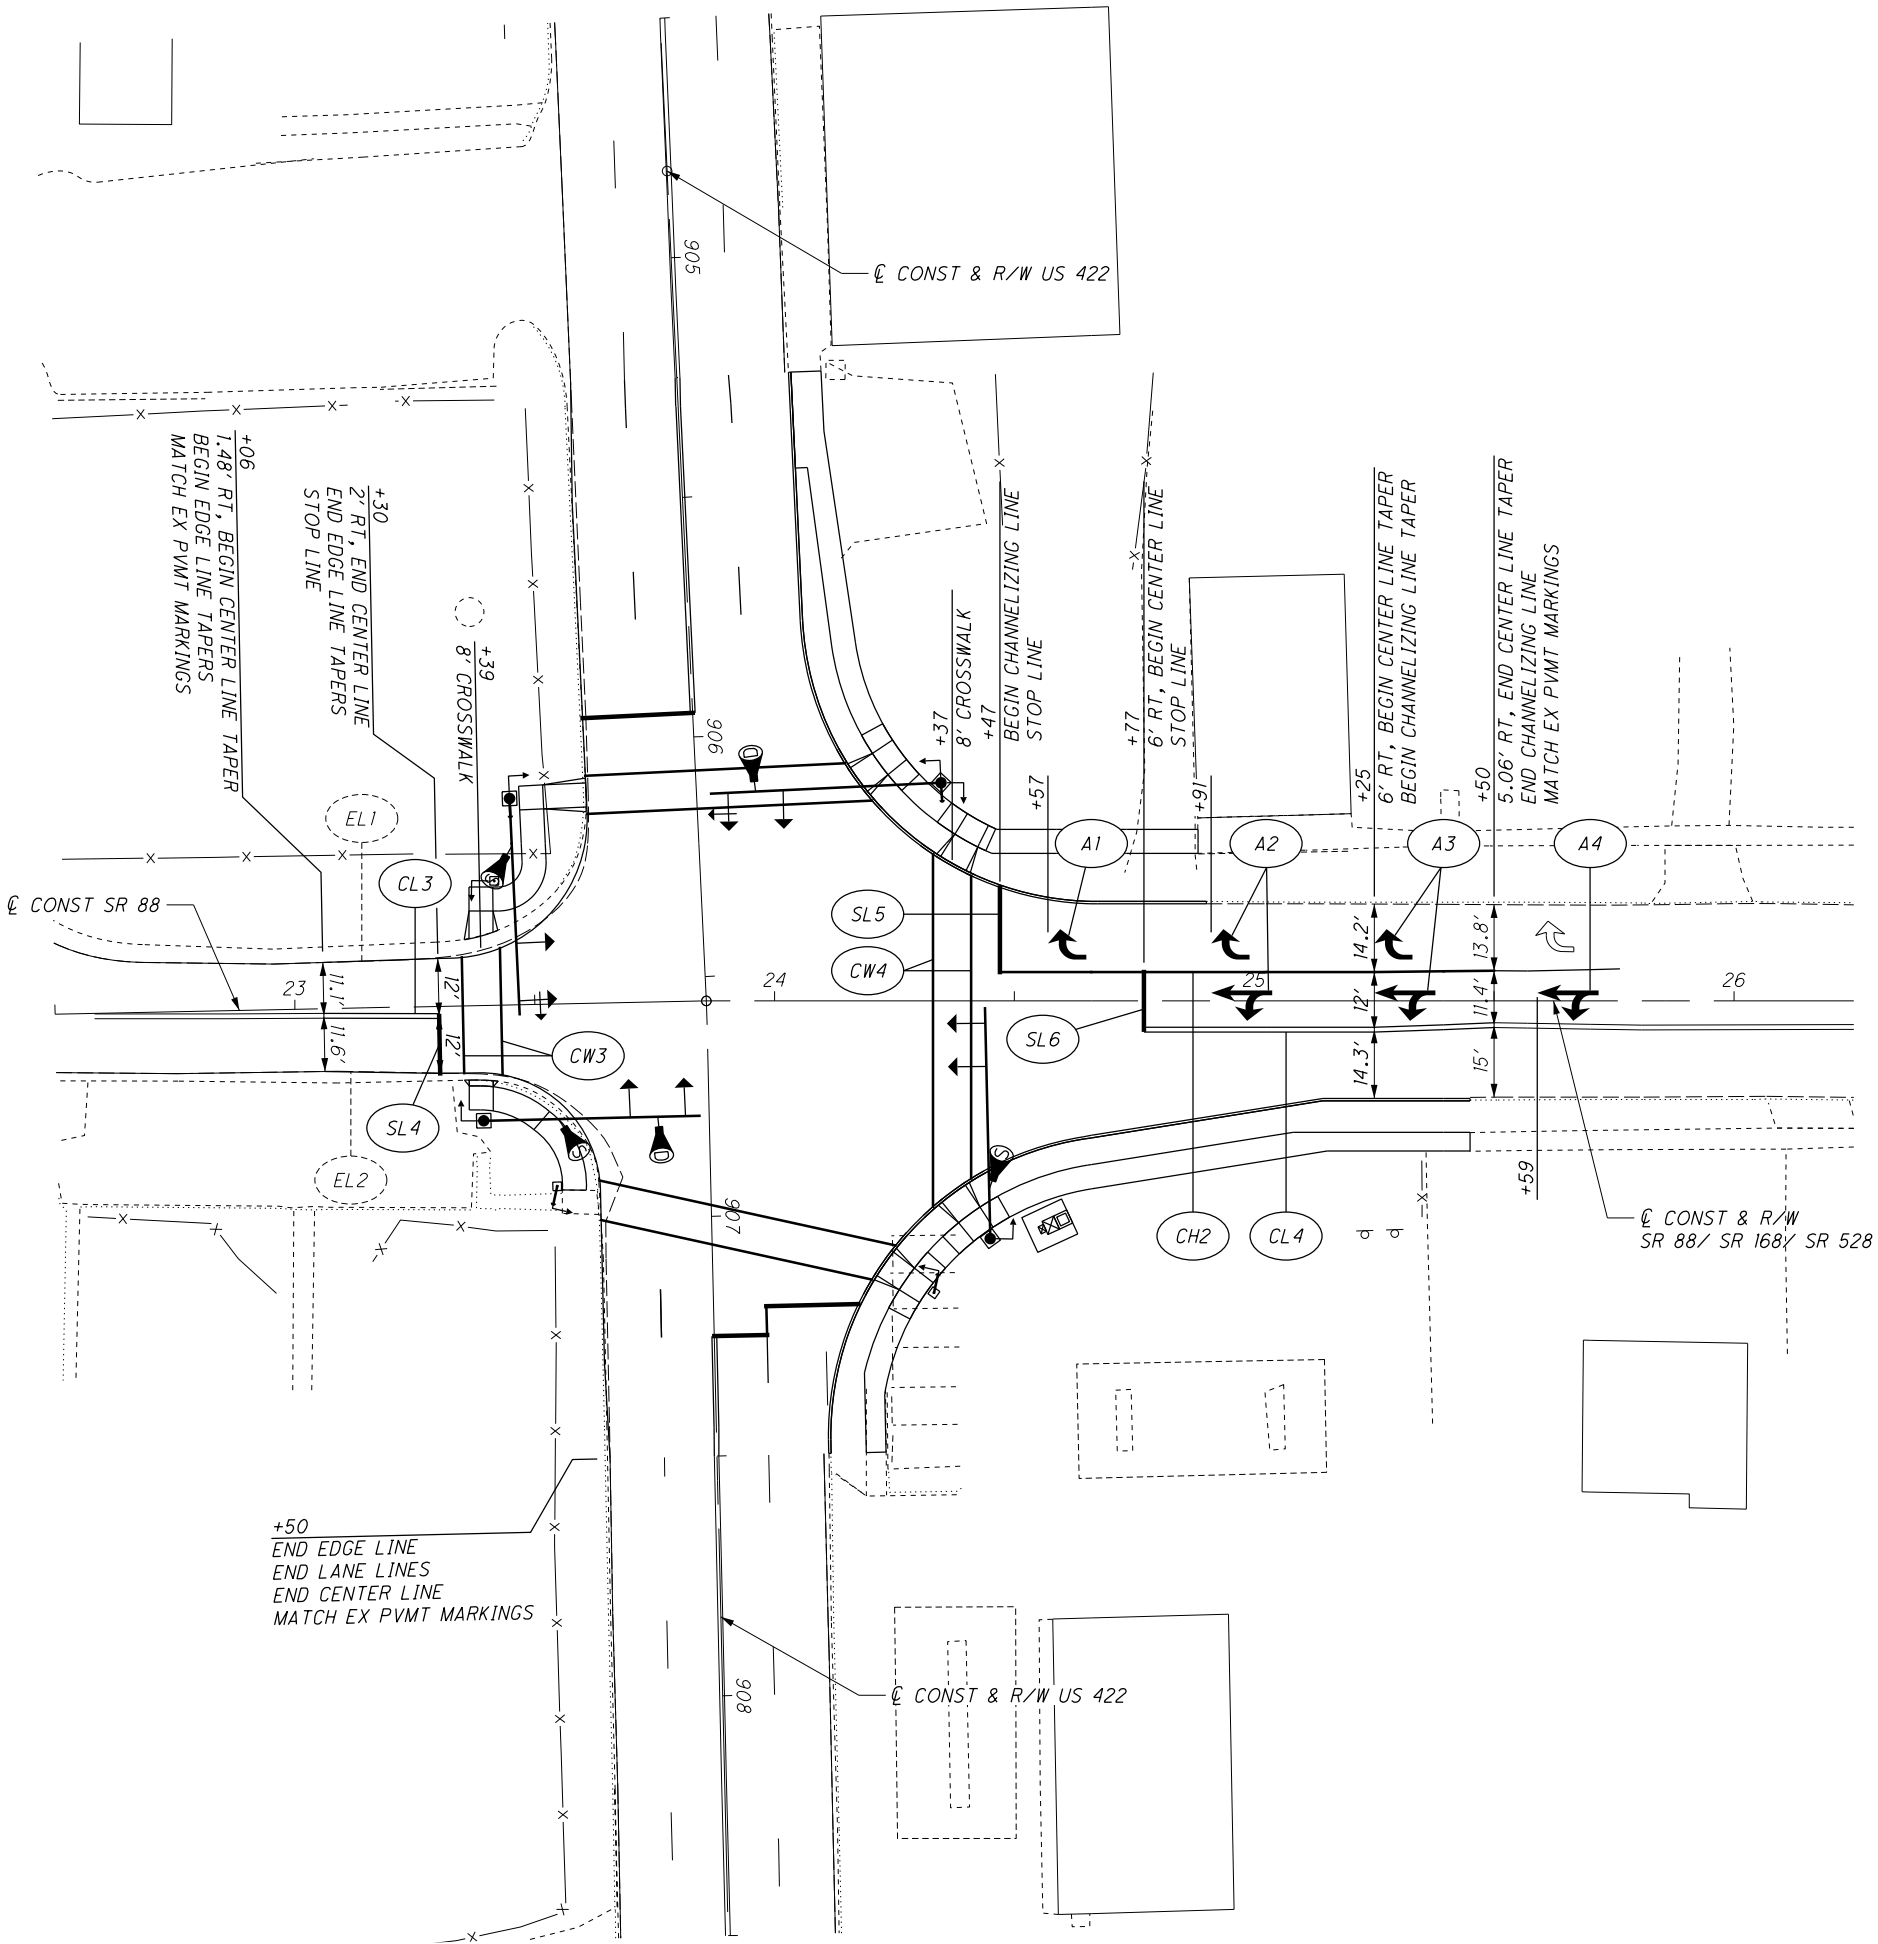 905
℄ CONST & R/W US 422
+06
1.48' RT, BEGIN CENTER LINE TAPER
BEGIN EDGE LINE TAPERS
MATCH EX PVMT MARKINGS
+30
2' RT, END CENTER LINE
END EDGE LINE TAPERS
STOP LINE
+39
8' CROSSWALK
906
+37
8' CROSSWALK
+47
BEGIN CHANNELIZING LINE
STOP LINE
+77
6' RT, BEGIN CENTER LINE
STOP LINE
+25
6' RT, BEGIN CENTER LINE TAPER
BEGIN CHANNELIZING LINE TAPER
+50
5.06' RT, END CENTER LINE TAPER
END CHANNELIZING LINE
MATCH EX PVMT MARKINGS
+57
+91
D
EL1
A1
A2
A3
A4
S
CL3
℄ CONST SR 88
SL5
CW4
14.2'
13.8'
23
24
25
26
11.1'
12'
12'
11.4'
11.6'
12'
14.3'
15'
CW3
SL6
SL4
D
S
S
EL2
+59
907
CH2
CL4
℄ CONST & R/W
SR 88/ SR 168/ SR 528
+50
END EDGE LINE
END LANE LINES
END CENTER LINE
MATCH EX PVMT MARKINGS
908
℄ CONST & R/W US 422